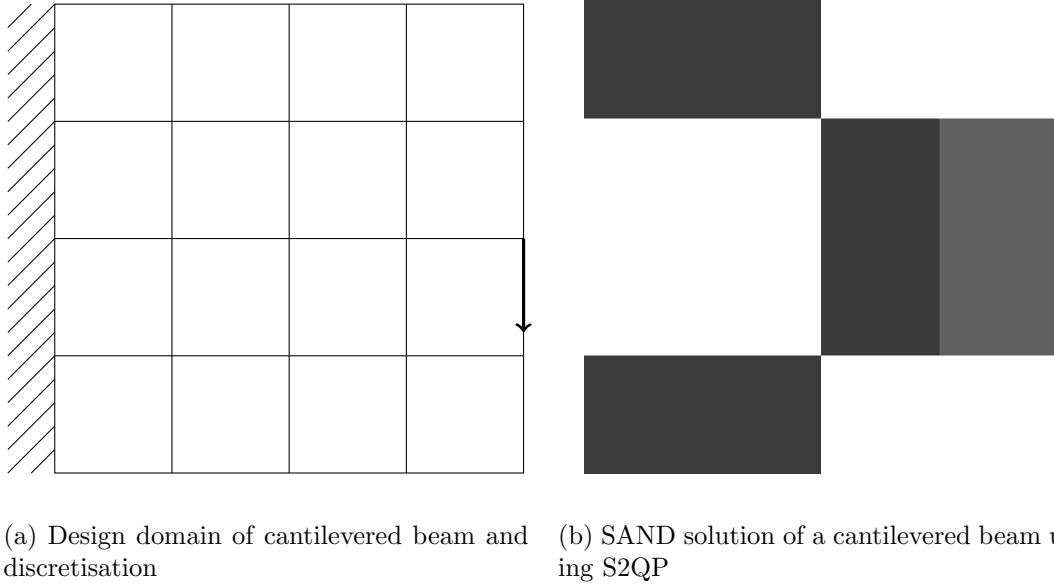 (a) Design domain of cantilevered beam and
discretisation
(b) SAND solution of a cantilevered beam u
ing S2QP